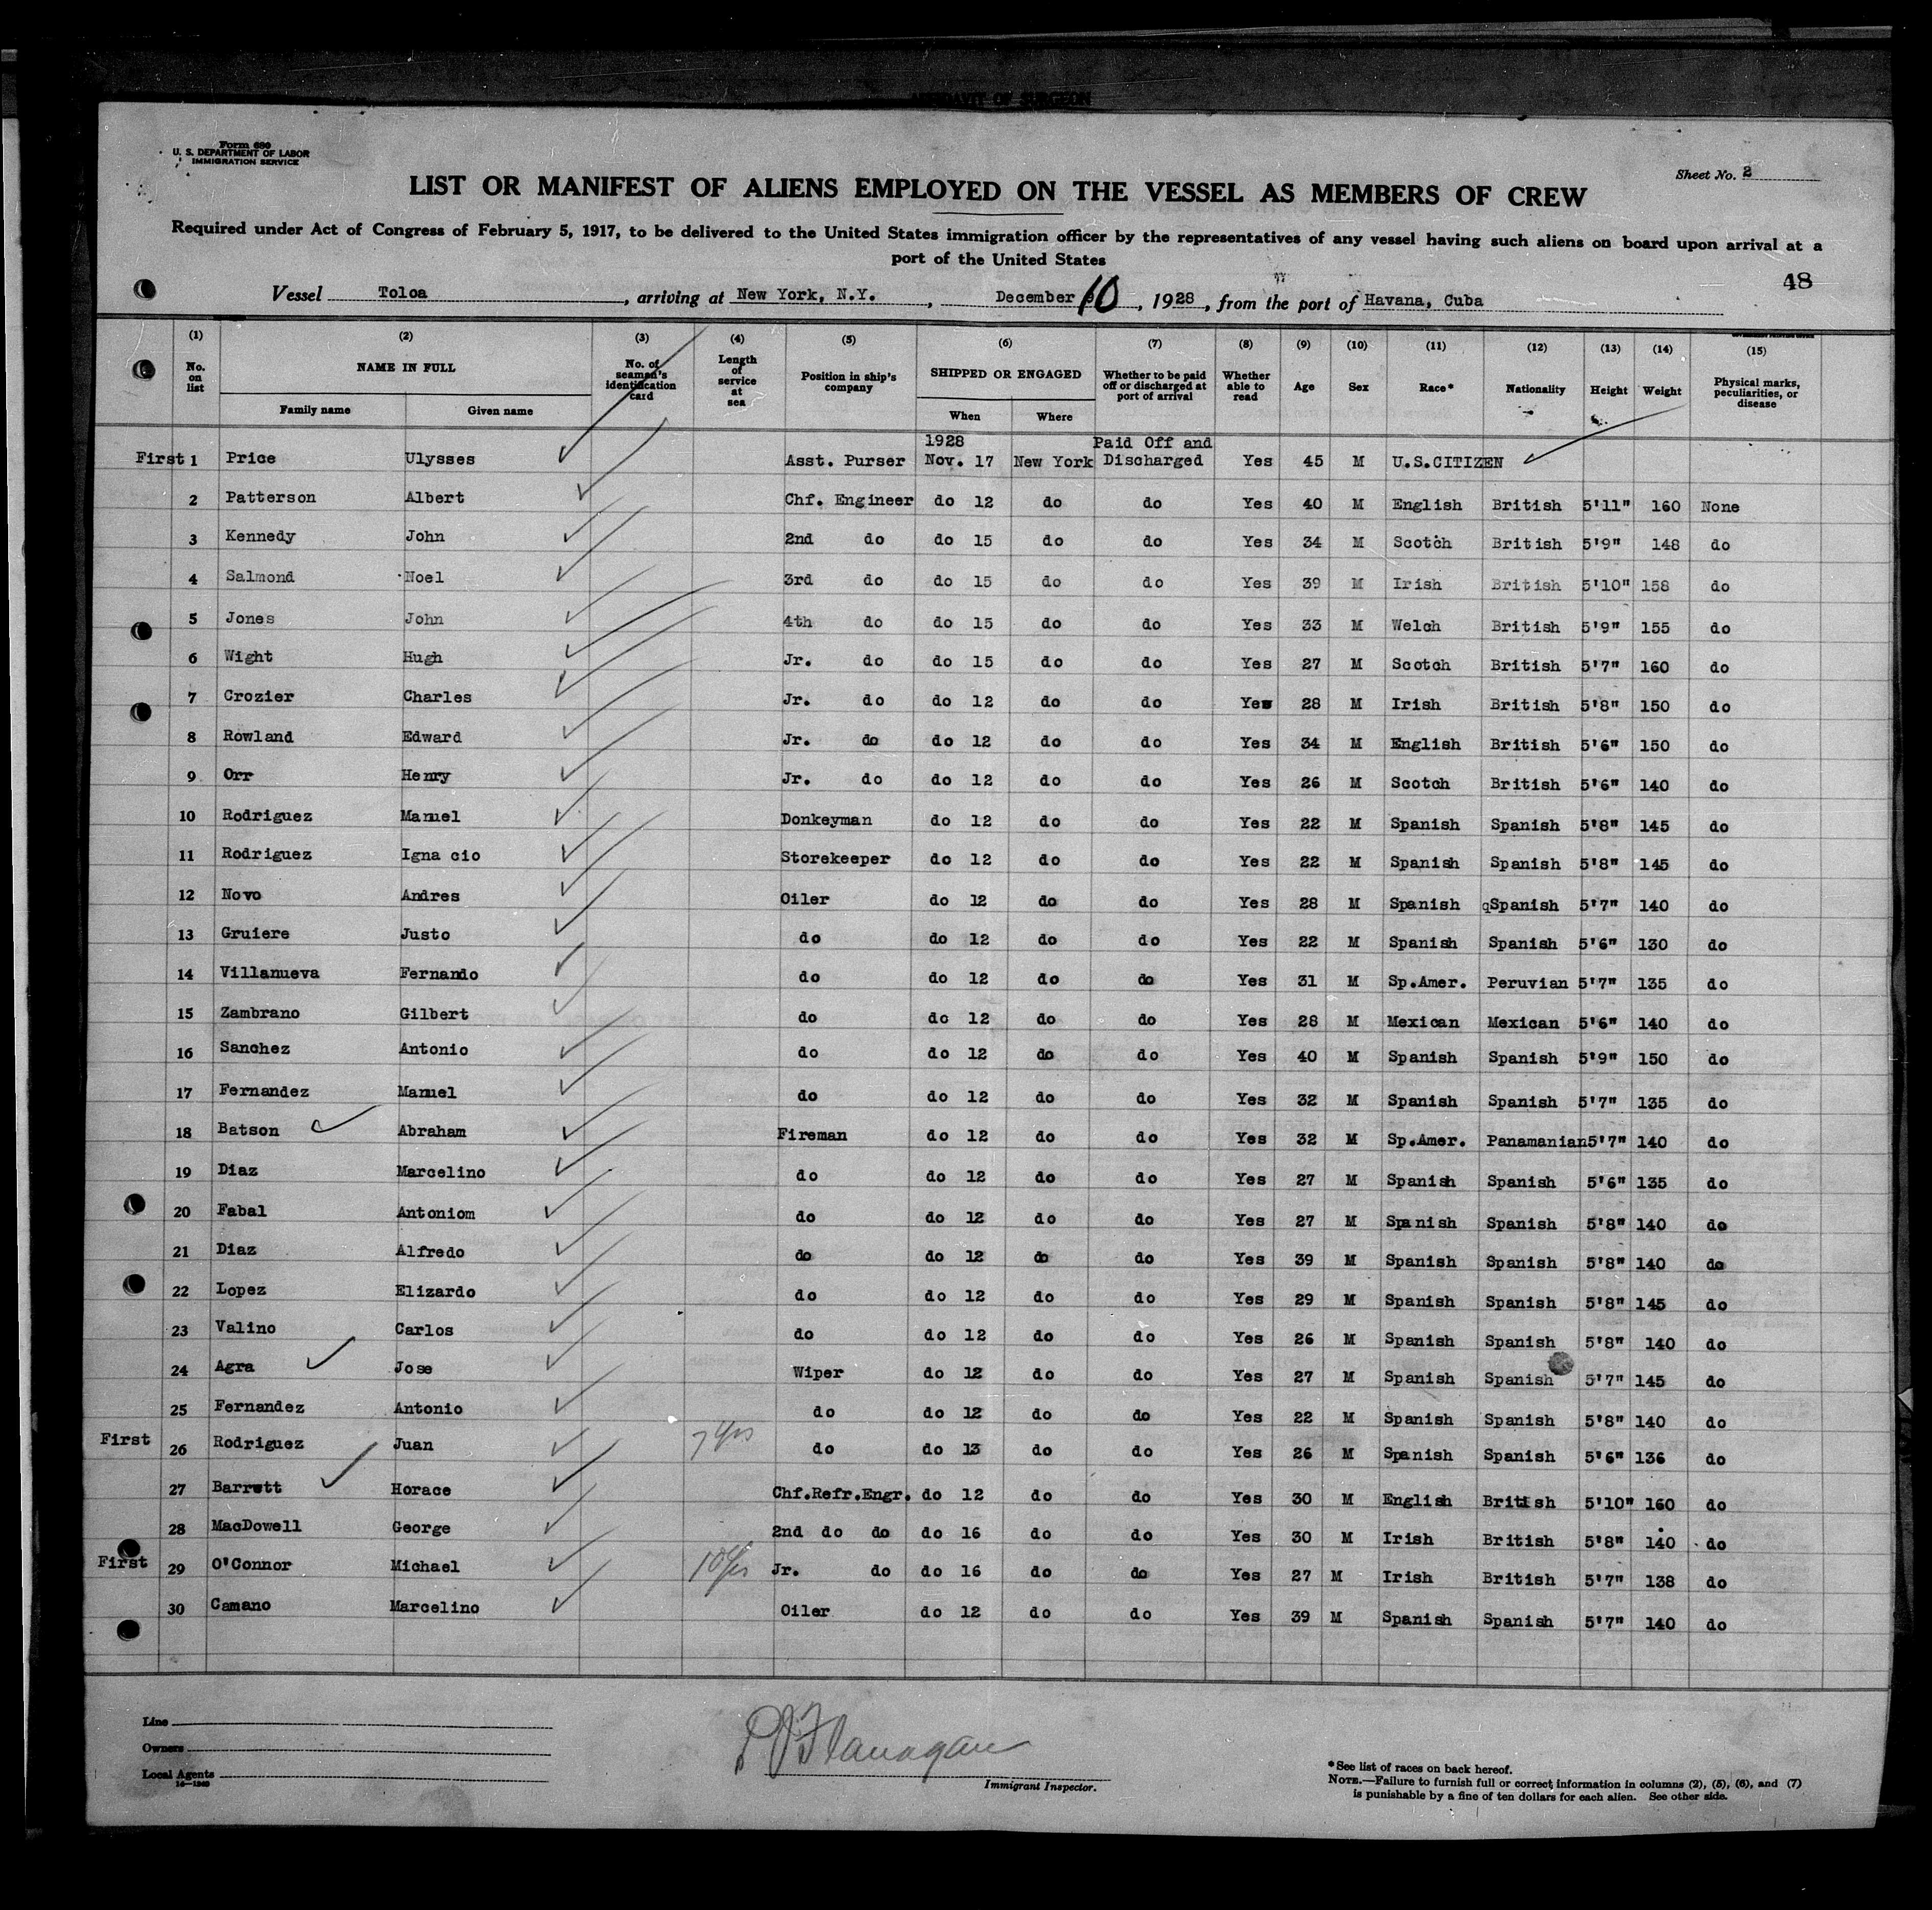 AFFIDAVIT OF SURGEON
Form 680
U. S. DEPARTMENT OF LABOR
IMMIGRATION SERVICE
Sheet No. 2
LIST OR MANIFEST OF ALIENS EMPLOYED ON THE VESSEL AS MEMBERS OF CREW
Required under Act of Congress of February 5, 1917, to be delivered to the United States immigration officer by the representatives of any vessel having such aliens on board upon arrival at a
port of the United States
48
Vessel Toloa, arriving at New York, N.Y., December 10, 1928, from the port of Havana, Cuba
(1) (2) (3) (4) (5) (6) (7) (8) (9) (10) (11) (12) (13) (14) (15)
No. on list NAME IN FULL Family name Given name No. of seaman's identification card Length of service at sea Position in ship's company SHIPPED OR ENGAGED When Where Whether to be paid off or discharged at port of arrival Whether able to read Age Sex Race* Nationality Height Weight Physical marks, peculiarities, or disease
1928 Paid Off and
First 1 Price Ulysses Asst. Purser Nov. 17 New York Discharged Yes 45 M U.S.CITIZEN
2 Patterson Albert Chf. Engineer do 12 do do Yes 40 M English British 5'11" 160 None
3 Kennedy John 2nd do do 15 do do Yes 34 M Scotch British 5'9" 148 do
4 Salmond Noel 3rd do do 15 do do Yes 39 M Irish British 5'10" 158 do
5 Jones John 4th do do 15 do do Yes 33 M Welch British 5'9" 155 do
6 Wight Hugh Jr. do do 15 do do Yes 27 M Scotch British 5'7" 160 do
7 Crozier Charles Jr. do do 12 do do Yes 28 M Irish British 5'8" 150 do
8 Rowland Edward Jr. do do 12 do do Yes 34 M English British 5'6" 150 do
9 Orr Henry Jr. do do 12 do do Yes 26 M Scotch British 5'6" 140 do
10 Rodriguez Manuel Donkeyman do 12 do do Yes 22 M Spanish Spanish 5'8" 145 do
11 Rodriguez Igna cio Storekeeper do 12 do do Yes 22 M Spanish Spanish 5'8" 145 do
12 Novo Andres Oiler do 12 do do Yes 28 M Spanish qSpanish 5'7" 140 do
13 Gruiere Justo do do 12 do do Yes 22 M Spanish Spanish 5'6" 130 do
14 Villanueva Fernando do do 12 do do Yes 31 M Sp.Amer. Peruvian 5'7" 135 do
15 Zambrano Gilbert do do 12 do do Yes 28 M Mexican Mexican 5'6" 140 do
16 Sanchez Antonio do do 12 do do Yes 40 M Spanish Spanish 5'9" 150 do
17 Fernandez Manuel do do 12 do do Yes 32 M Spanish Spanish 5'7" 135 do
18 Batson Abraham Fireman do 12 do do Yes 32 M Sp.Amer. Panamanian 5'7" 140 do
19 Diaz Marcelino do do 12 do do Yes 27 M Spanish Spanish 5'6" 135 do
20 Fabal Antoniom do do 12 do do Yes 27 M Spanish Spanish 5'8" 140 do
21 Diaz Alfredo do do 12 do do Yes 39 M Spanish Spanish 5'8" 140 do
22 Lopez Elizardo do do 12 do do Yes 29 M Spanish Spanish 5'8" 145 do
23 Valino Carlos do do 12 do do Yes 26 M Spanish Spanish 5'8" 140 do
24 Agra Jose Wiper do 12 do do Yes 27 M Spanish Spanish 5'7" 145 do
25 Fernandez Antonio do do 12 do do Yes 22 M Spanish Spanish 5'8" 140 do
First 26 Rodriguez Juan 7 yrs do do 13 do do Yes 26 M Spanish Spanish 5'6" 136 do
27 Barrett Horace Chf.Refr.Engr. do 12 do do Yes 30 M English British 5'10" 160 do
28 MacDowell George 2nd do do do 16 do do Yes 30 M Irish British 5'8" 140 do
First 29 O'Connor Michael 10 yrs Jr. do do 16 do do Yes 27 M Irish British 5'7" 138 do
30 Camano Marcelino Oiler do 12 do do Yes 39 M Spanish Spanish 5'7" 140 do
Line
Owners
Local Agents
Flanagan
Immigrant Inspector.
*See list of races on back hereof.
NOTE.—Failure to furnish full or correct information in columns (2), (5), (6), and (7)
is punishable by a fine of ten dollars for each alien. See other side.